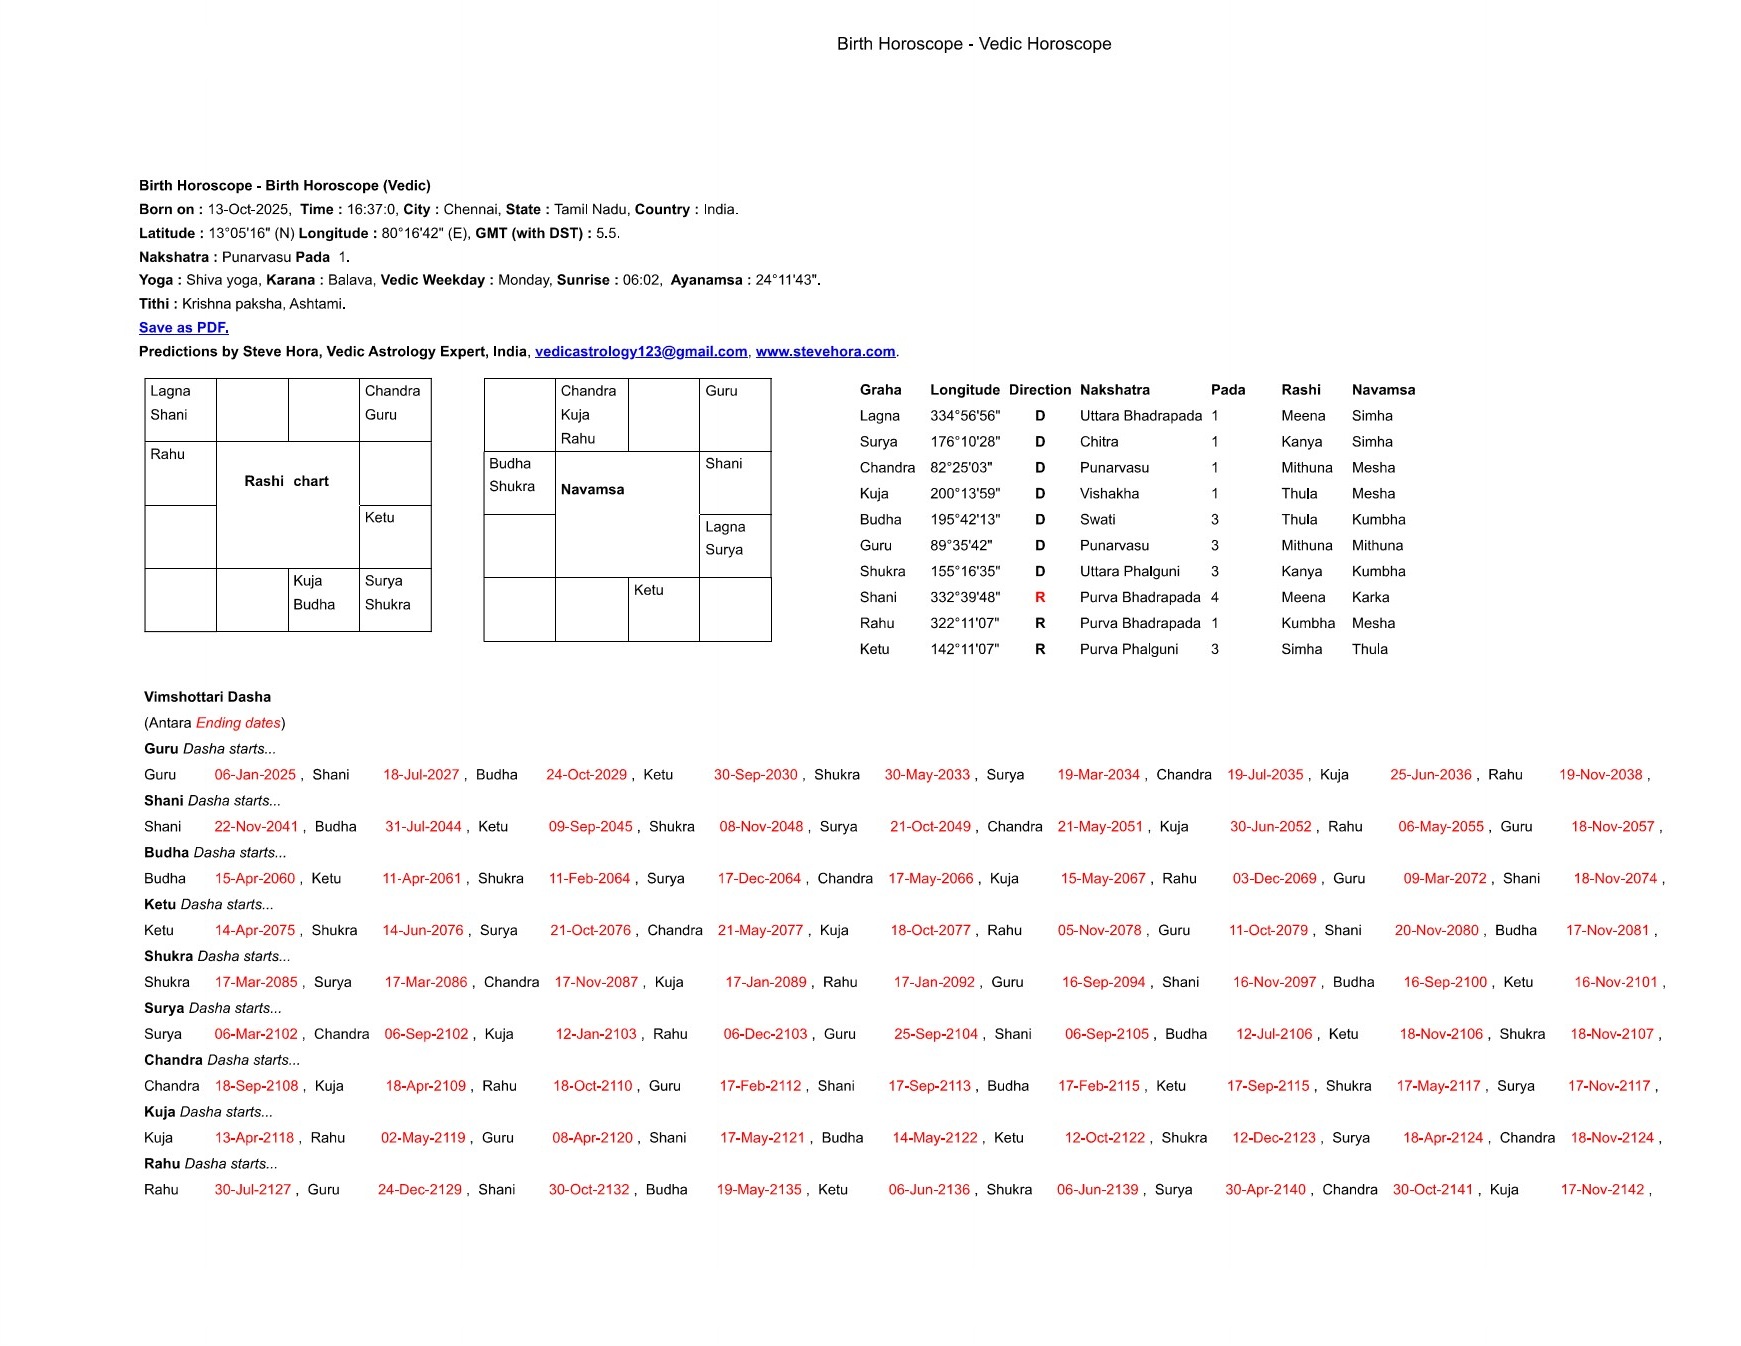 Birth Horoscope - Vedic Horoscope
Birth Horoscope - Birth Horoscope (Vedic)
Born on : 13-Oct-2025, Time : 16:37:0, City : Chennai, State : Tamil Nadu, Country : India.
Latitude : 13°05'16" (N) Longitude : 80°16'42" (E), GMT (with DST) : 5.5.
Nakshatra : Punarvasu Pada 1.
Yoga : Shiva yoga, Karana : Balava, Vedic Weekday : Monday, Sunrise : 06:02, Ayanamsa : 24°11'43".
Tithi : Krishna paksha, Ashtami.
Save as PDF.
Predictions by Steve Hora, Vedic Astrology Expert, India, vedicastrology123@gmail.com, www.stevehora.com.
Lagna Chandra
Shani Guru
Rahu
Rashi chart
Ketu
Kuja Surya
Budha Shukra
Chandra Guru
Kuja
Rahu
Budha Shani
Shukra Navamsa
Lagna
Surya
Ketu
Graha Longitude Direction Nakshatra Pada Rashi Navamsa
Lagna 334°56'56" D Uttara Bhadrapada 1 Meena Simha
Surya 176°10'28" D Chitra 1 Kanya Simha
Chandra 82°25'03" D Punarvasu 1 Mithuna Mesha
Kuja 200°13'59" D Vishakha 1 Thula Mesha
Budha 195°42'13" D Swati 3 Thula Kumbha
Guru 89°35'42" D Punarvasu 3 Mithuna Mithuna
Shukra 155°16'35" D Uttara Phalguni 3 Kanya Kumbha
Shani 332°39'48" R Purva Bhadrapada 4 Meena Karka
Rahu 322°11'07" R Purva Bhadrapada 1 Kumbha Mesha
Ketu 142°11'07" R Purva Phalguni 3 Simha Thula
Vimshottari Dasha
(Antara Ending dates)
Guru Dasha starts...
Guru 06-Jan-2025 , Shani 18-Jul-2027 , Budha 24-Oct-2029 , Ketu 30-Sep-2030 , Shukra 30-May-2033 , Surya 19-Mar-2034 , Chandra 19-Jul-2035 , Kuja 25-Jun-2036 , Rahu 19-Nov-2038 ,
Shani Dasha starts...
Shani 22-Nov-2041 , Budha 31-Jul-2044 , Ketu 09-Sep-2045 , Shukra 08-Nov-2048 , Surya 21-Oct-2049 , Chandra 21-May-2051 , Kuja 30-Jun-2052 , Rahu 06-May-2055 , Guru 18-Nov-2057 ,
Budha Dasha starts...
Budha 15-Apr-2060 , Ketu 11-Apr-2061 , Shukra 11-Feb-2064 , Surya 17-Dec-2064 , Chandra 17-May-2066 , Kuja 15-May-2067 , Rahu 03-Dec-2069 , Guru 09-Mar-2072 , Shani 18-Nov-2074 ,
Ketu Dasha starts...
Ketu 14-Apr-2075 , Shukra 14-Jun-2076 , Surya 21-Oct-2076 , Chandra 21-May-2077 , Kuja 18-Oct-2077 , Rahu 05-Nov-2078 , Guru 11-Oct-2079 , Shani 20-Nov-2080 , Budha 17-Nov-2081 ,
Shukra Dasha starts...
Shukra 17-Mar-2085 , Surya 17-Mar-2086 , Chandra 17-Nov-2087 , Kuja 17-Jan-2089 , Rahu 17-Jan-2092 , Guru 16-Sep-2094 , Shani 16-Nov-2097 , Budha 16-Sep-2100 , Ketu 16-Nov-2101 ,
Surya Dasha starts...
Surya 06-Mar-2102 , Chandra 06-Sep-2102 , Kuja 12-Jan-2103 , Rahu 06-Dec-2103 , Guru 25-Sep-2104 , Shani 06-Sep-2105 , Budha 12-Jul-2106 , Ketu 18-Nov-2106 , Shukra 18-Nov-2107 ,
Chandra Dasha starts...
Chandra 18-Sep-2108 , Kuja 18-Apr-2109 , Rahu 18-Oct-2110 , Guru 17-Feb-2112 , Shani 17-Sep-2113 , Budha 17-Feb-2115 , Ketu 17-Sep-2115 , Shukra 17-May-2117 , Surya 17-Nov-2117 ,
Kuja Dasha starts...
Kuja 13-Apr-2118 , Rahu 02-May-2119 , Guru 08-Apr-2120 , Shani 17-May-2121 , Budha 14-May-2122 , Ketu 12-Oct-2122 , Shukra 12-Dec-2123 , Surya 18-Apr-2124 , Chandra 18-Nov-2124 ,
Rahu Dasha starts...
Rahu 30-Jul-2127 , Guru 24-Dec-2129 , Shani 30-Oct-2132 , Budha 19-May-2135 , Ketu 06-Jun-2136 , Shukra 06-Jun-2139 , Surya 30-Apr-2140 , Chandra 30-Oct-2141 , Kuja 17-Nov-2142 ,